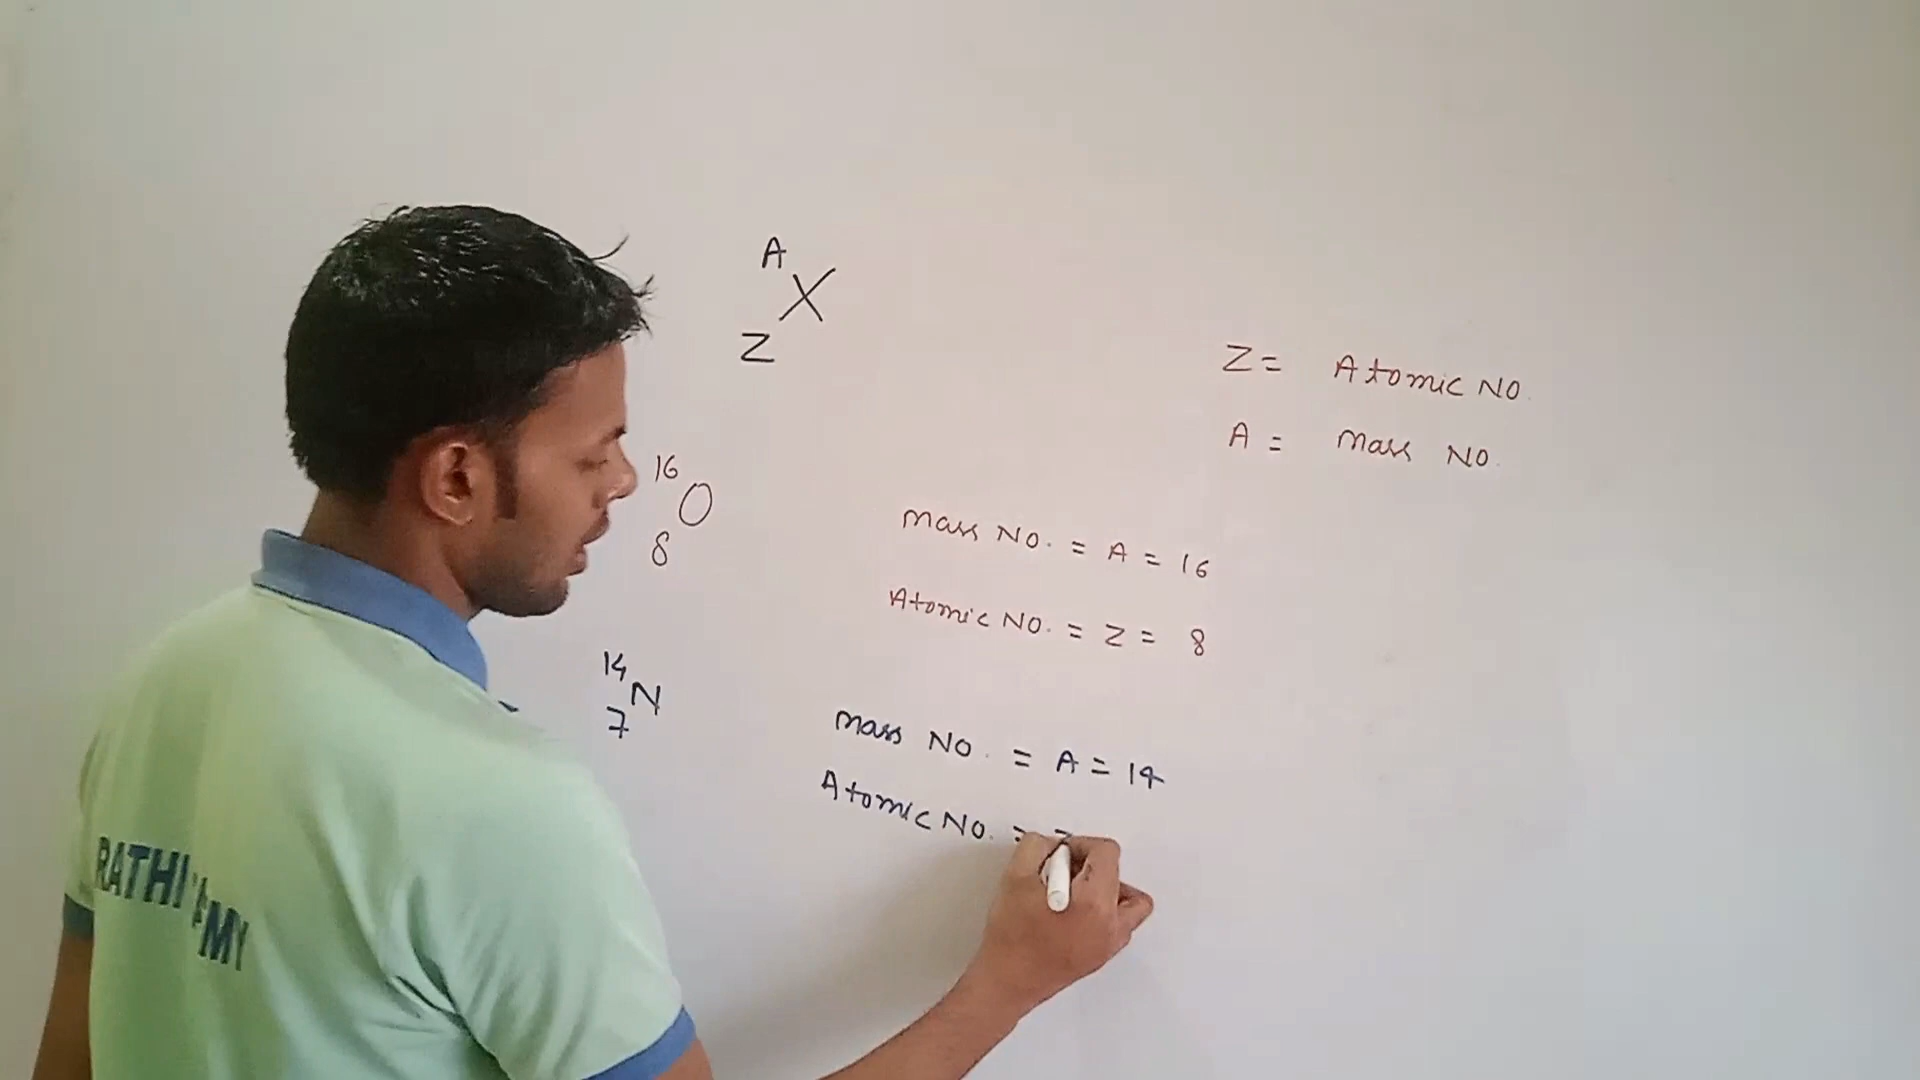 A
X
Z
Z = Atomic NO.
A = Mass NO.
16
O
8
Mass NO. = A = 16
Atomic NO. = Z = 8
14
N
7
Mass NO. = A = 14
Atomic NO. =
RATHI
MY